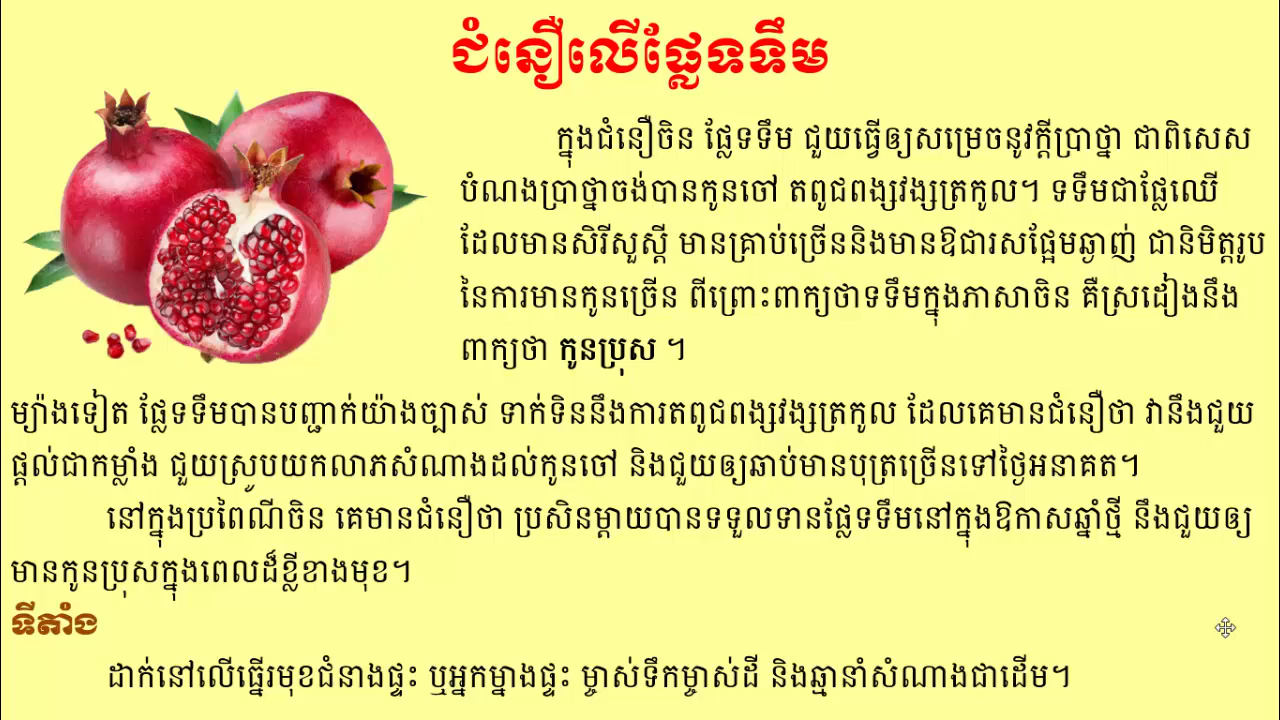 ជំនឿលើផ្លែទទឹម
ក្នុងជំនឿចិន ផ្លែទទឹម ជួយធ្វើឲ្យសម្រេចនូវក្ដីប្រាថ្នា ជាពិសេស
បំណងប្រាថ្នាចង់បានកូនចៅ តពូជពង្សវង្សត្រកូល។ ទទឹមជាផ្លែឈើ
ដែលមានសិរីសួស្ដី មានគ្រាប់ច្រើននិងមានឱជារសផ្អែមឆ្ងាញ់ ជានិមិត្តរូប
នៃការមានកូនច្រើន ពីព្រោះពាក្យថាទទឹមក្នុងភាសាចិន គឺស្រដៀងនឹង
ពាក្យថា កូនប្រុស ។
ម្យ៉ាងទៀត ផ្លែទទឹមបានបញ្ជាក់យ៉ាងច្បាស់ ទាក់ទិននឹងការតពូជពង្សវង្សត្រកូល ដែលគេមានជំនឿថា វានឹងជួយ
ផ្ដល់ជាកម្លាំង ជួយស្រូបយកលាភសំណាងដល់កូនចៅ និងជួយឲ្យឆាប់មានបុត្រច្រើនទៅថ្ងៃអនាគត។
នៅក្នុងប្រពៃណីចិន គេមានជំនឿថា ប្រសិនម្ដាយបានទទួលទានផ្លែទទឹមនៅក្នុងឱកាសឆ្នាំថ្មី នឹងជួយឲ្យ
មានកូនប្រុសក្នុងពេលដ៏ខ្លីខាងមុខ។
ទីតាំង
ដាក់នៅលើធ្នើរមុខជំនាងផ្ទះ ឬអ្នកម្នាងផ្ទះ ម្ចាស់ទឹកម្ចាស់ដី និងឆ្មានាំសំណាងជាដើម។